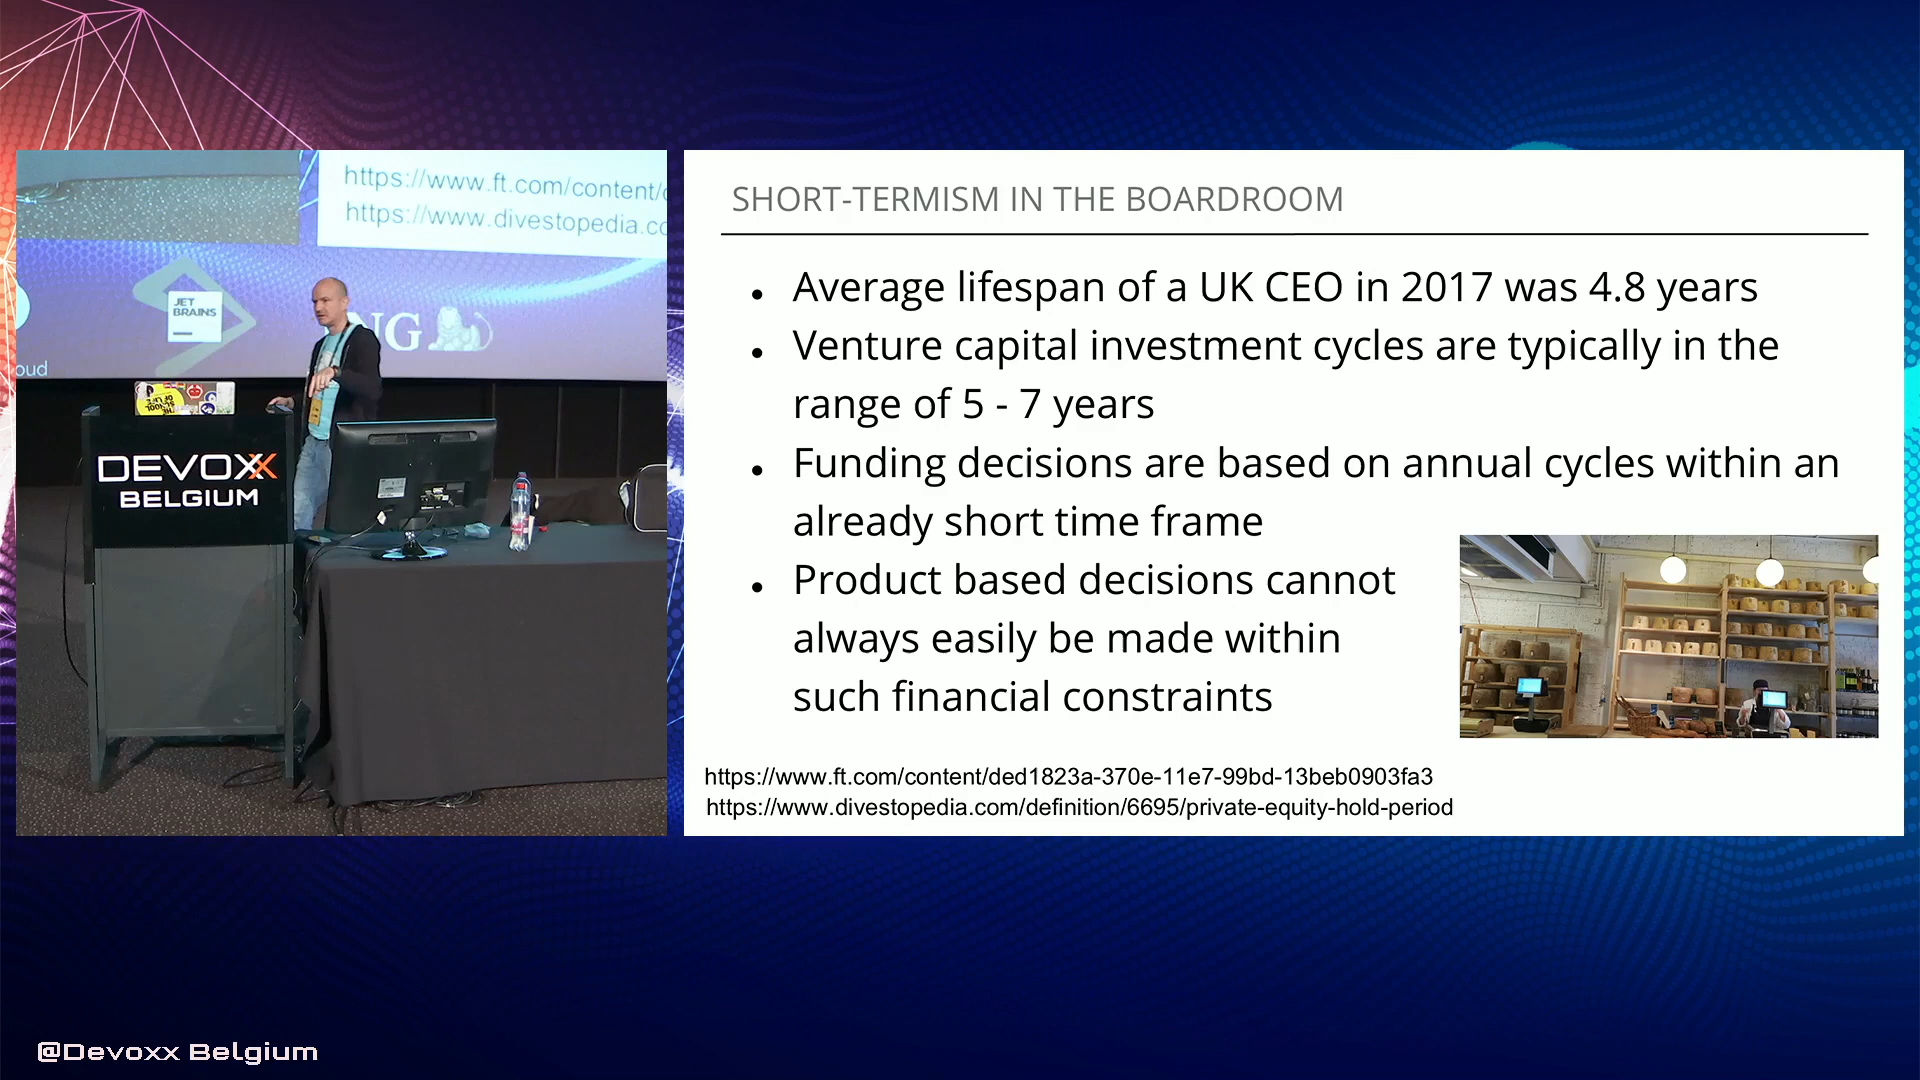 https://www.ft.com/content/
https://www.divestopedia.co
JET
BRAINS
NG
oud
DEVOXX
BELGIUM
SHORT-TERMISM IN THE BOARDROOM
• Average lifespan of a UK CEO in 2017 was 4.8 years
• Venture capital investment cycles are typically in the
range of 5 - 7 years
• Funding decisions are based on annual cycles within an
already short time frame
• Product based decisions cannot
always easily be made within
such financial constraints
https://www.ft.com/content/ded1823a-370e-11e7-99bd-13beb0903fa3
https://www.divestopedia.com/definition/6695/private-equity-hold-period
@Devoxx Belgium